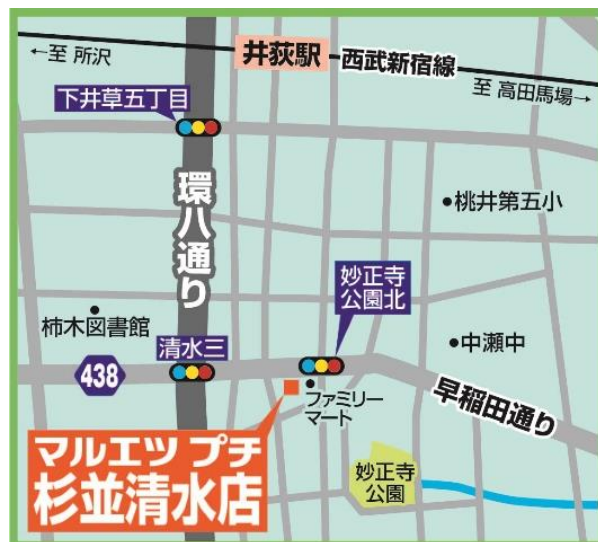 ←至 所沢
井荻駅
西武新宿線
至 高田馬場→
下井草五丁目
環八通り
桃井第五小
妙正寺
公園北
柿木図書館
清水三
中瀬中
438
ファミリー
マート
早稲田通り
マルエツ プチ
杉並清水店
妙正寺
公園